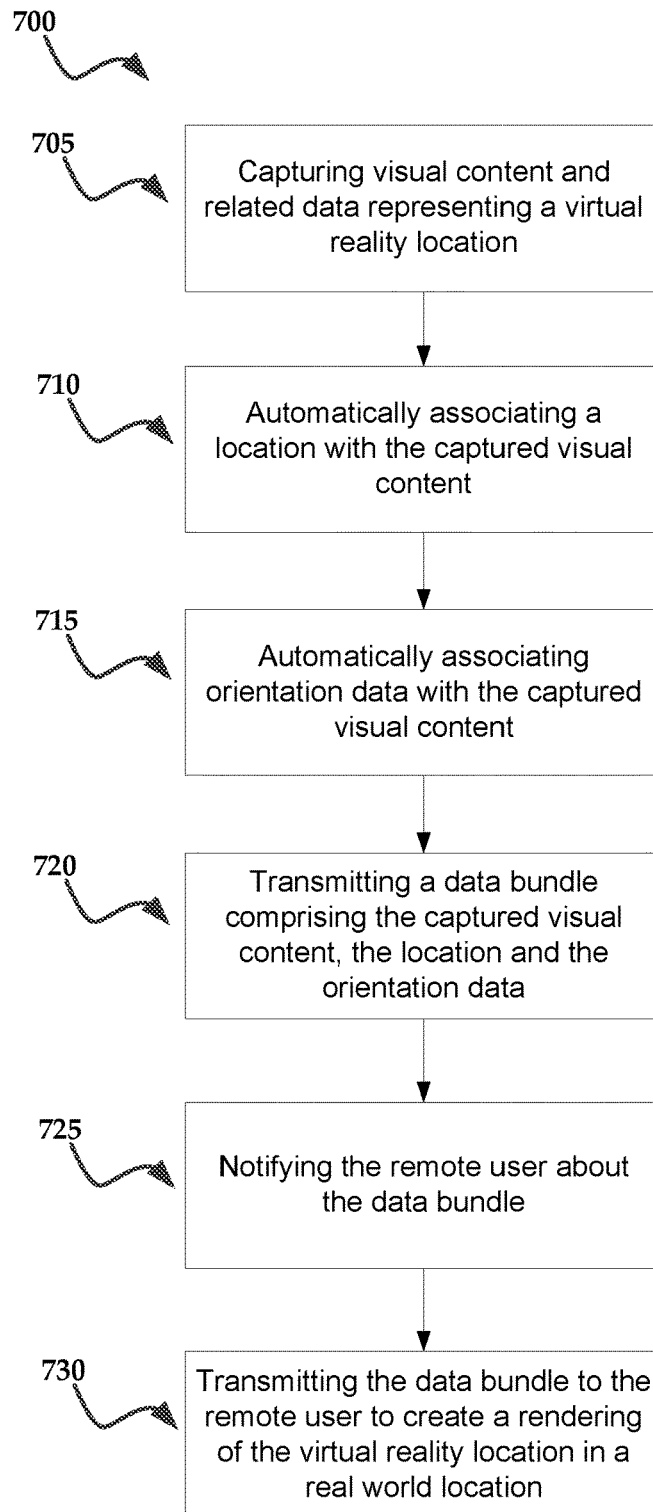 700
705
Capturing visual content and
related data representing a virtual
reality location
710
Automatically associating a
location with the captured visual
content
715
Automatically associating
orientation data with the captured
visual content
720
Transmitting a data bundle
comprising the captured visual
content, the location and the
orientation data
725
Notifying the remote user about
the data bundle
730
Transmitting the data bundle to the
remote user to create a rendering
of the virtual reality location in a
real world location